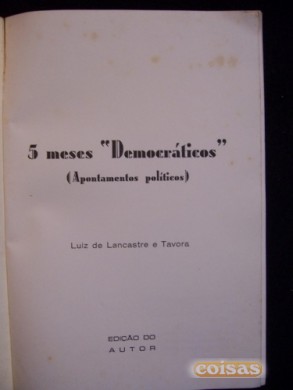 5 meses "Democráticos"
(Apontamentos políticos)
Luiz de Lancastre e Tavora
EDIÇÃO DO
AUTOR
coisas